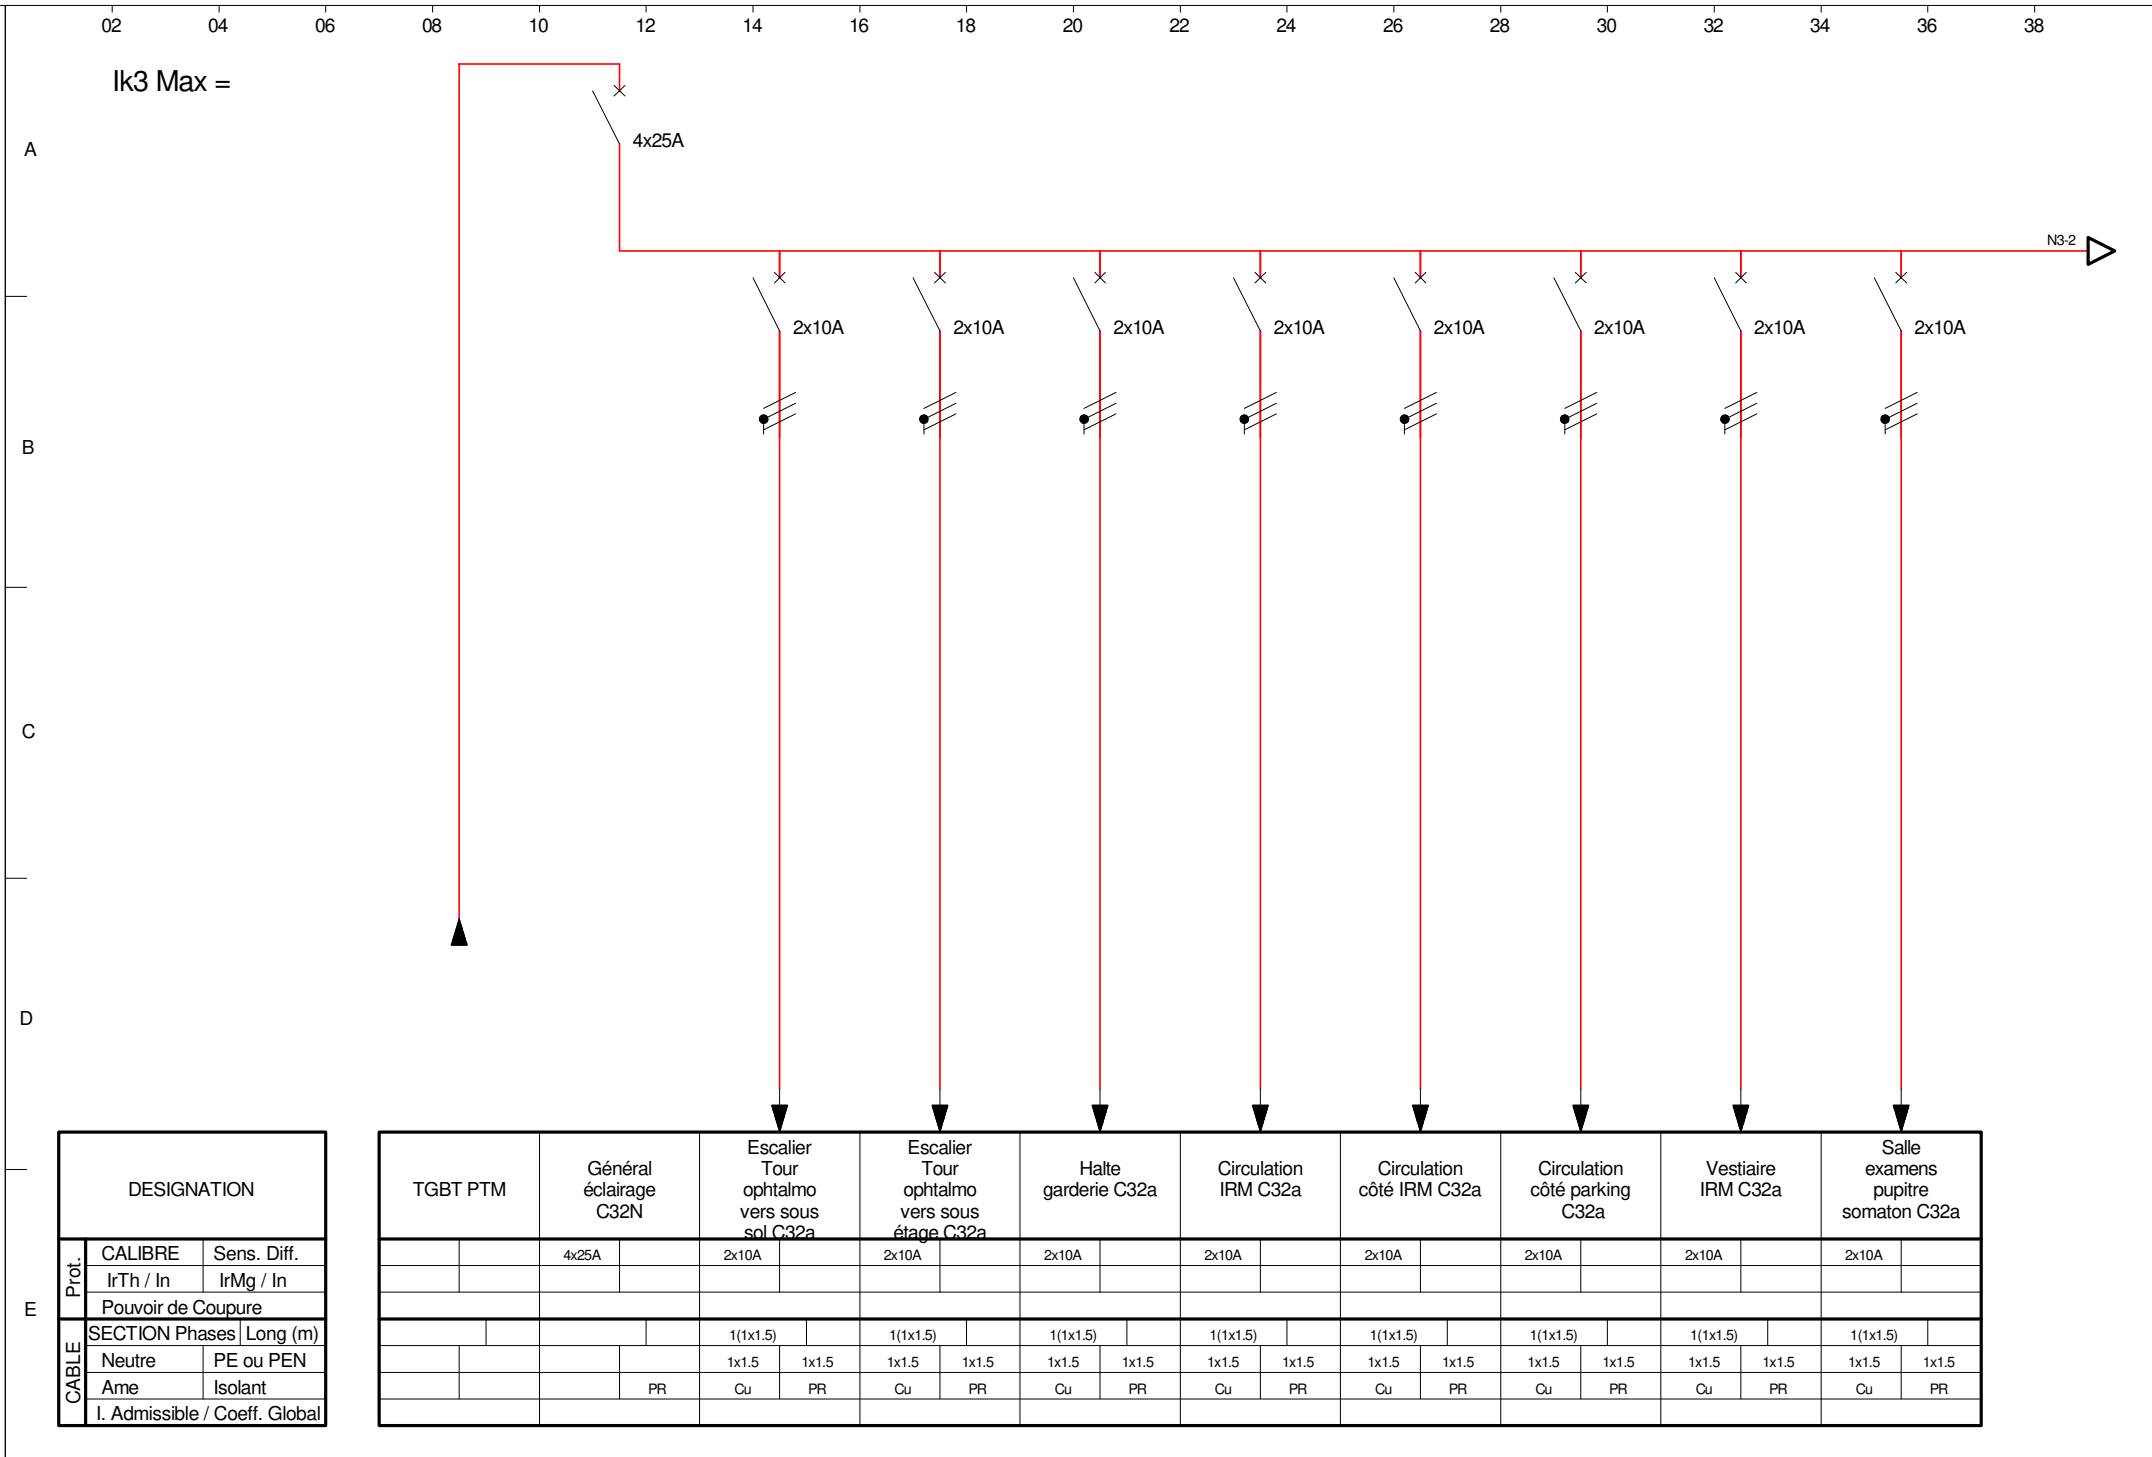 02 04 06 08 10 12 14 16 18 20 22 24 26 28 30 32 34 36 38
Ik3 Max =
A
4x25A
N3-2
2x10A 2x10A 2x10A 2x10A 2x10A 2x10A 2x10A 2x10A
B
C
D
E
DESIGNATION
TGBT PTM
Général
éclairage
C32N
Escalier
Tour
ophtalmo
vers sous
sol C32a
Escalier
Tour
ophtalmo
vers sous
étage C32a
Halte
garderie C32a
Circulation
IRM C32a
Circulation
côté IRM C32a
Circulation
côté parking
C32a
Vestiaire
IRM C32a
Salle
examens
pupitre
somaton C32a
Prot.
CALIBRE Sens. Diff. 4x25A 2x10A 2x10A 2x10A 2x10A 2x10A 2x10A 2x10A 2x10A
IrTh / In IrMg / In
Pouvoir de Coupure
CABLE
SECTION Phases Long (m) 1(1x1.5) 1(1x1.5) 1(1x1.5) 1(1x1.5) 1(1x1.5) 1(1x1.5) 1(1x1.5) 1(1x1.5)
Neutre PE ou PEN 1x1.5 1x1.5 1x1.5 1x1.5 1x1.5 1x1.5 1x1.5 1x1.5 1x1.5 1x1.5 1x1.5 1x1.5 1x1.5 1x1.5 1x1.5 1x1.5
Ame Isolant PR Cu PR Cu PR Cu PR Cu PR Cu PR Cu PR Cu PR Cu PR
I. Admissible / Coeff. Global